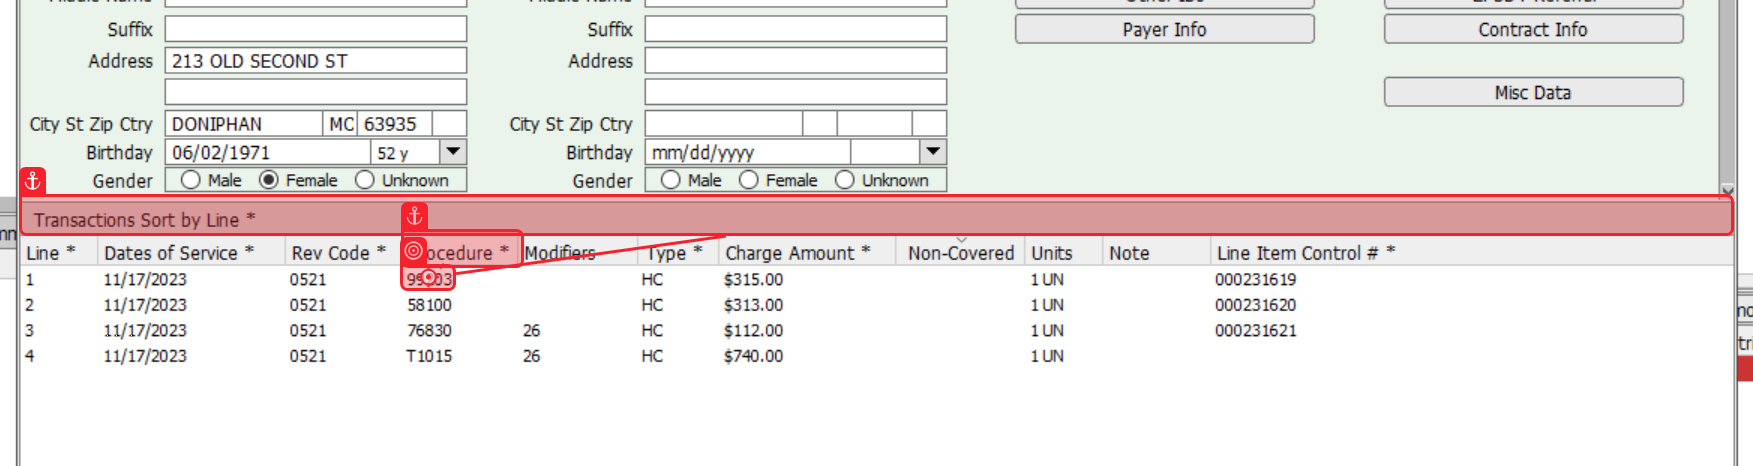 Suffix Suffix Payer Info Contract Info
Address 213 OLD SECOND ST Address
Misc Data
City St Zip Ctry DONIPHAN MO 63935 City St Zip Ctry
Birthday 06/02/1971 52 y Birthday mm/dd/yyyy
Gender Male Female Unknown Gender Male Female Unknown
Transactions Sort by Line *
Line * Dates of Service * Rev Code * ocedure * Modifiers Type * Charge Amount * Non-Covered Units Note Line Item Control # *
1 11/17/2023 0521 HC $315.00 1 UN 000231619
2 11/17/2023 0521 58100 HC $313.00 1 UN 000231620
3 11/17/2023 0521 76830 26 HC $112.00 1 UN 000231621
4 11/17/2023 0521 T1015 26 HC $740.00 1 UN